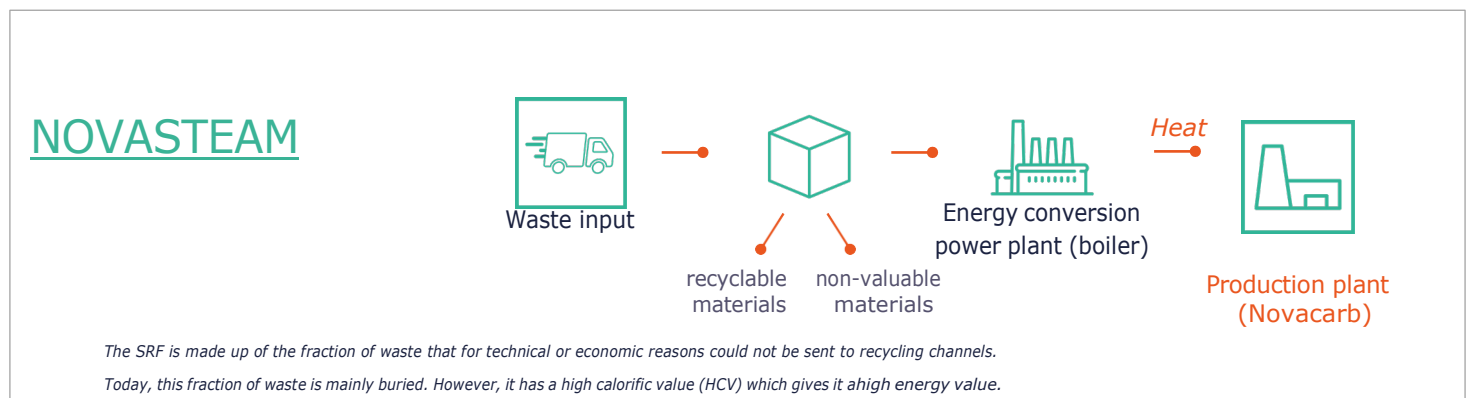 NOVASTEAM
Heat
Waste input
Energy conversion
power plant (boiler)
recyclable
materials
non-valuable
materials
Production plant
(Novacarb)
The SRF is made up of the fraction of waste that for technical or economic reasons could not be sent to recycling channels.
Today, this fraction of waste is mainly buried. However, it has a high calorific value (HCV) which gives it ahigh energy value.